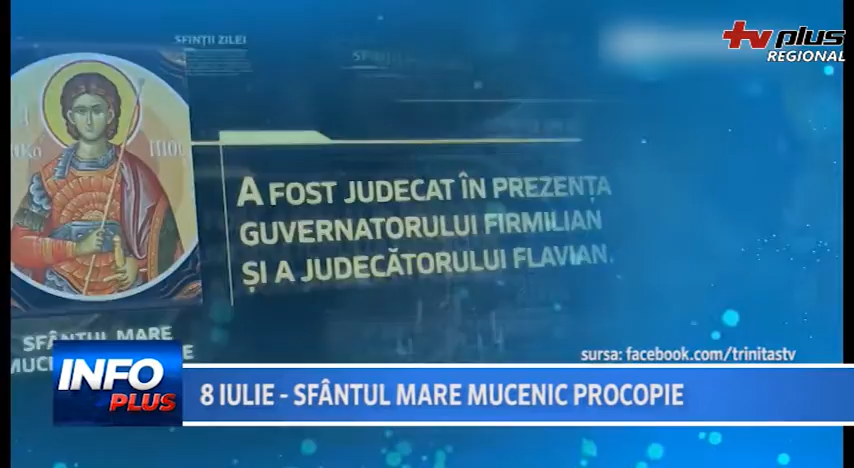 SFINȚII ZILEI
tv plus
REGIONAL
A FOST JUDECAT ÎN PREZENȚA
GUVERNATORULUI FIRMILIAN
ȘI A JUDECĂTORULUI FLAVIAN.
SFÂNTUL MARE
sursa: facebook.com/trinitastv
INFO
PLUS
8 IULIE - SFÂNTUL MARE MUCENIC PROCOPIE